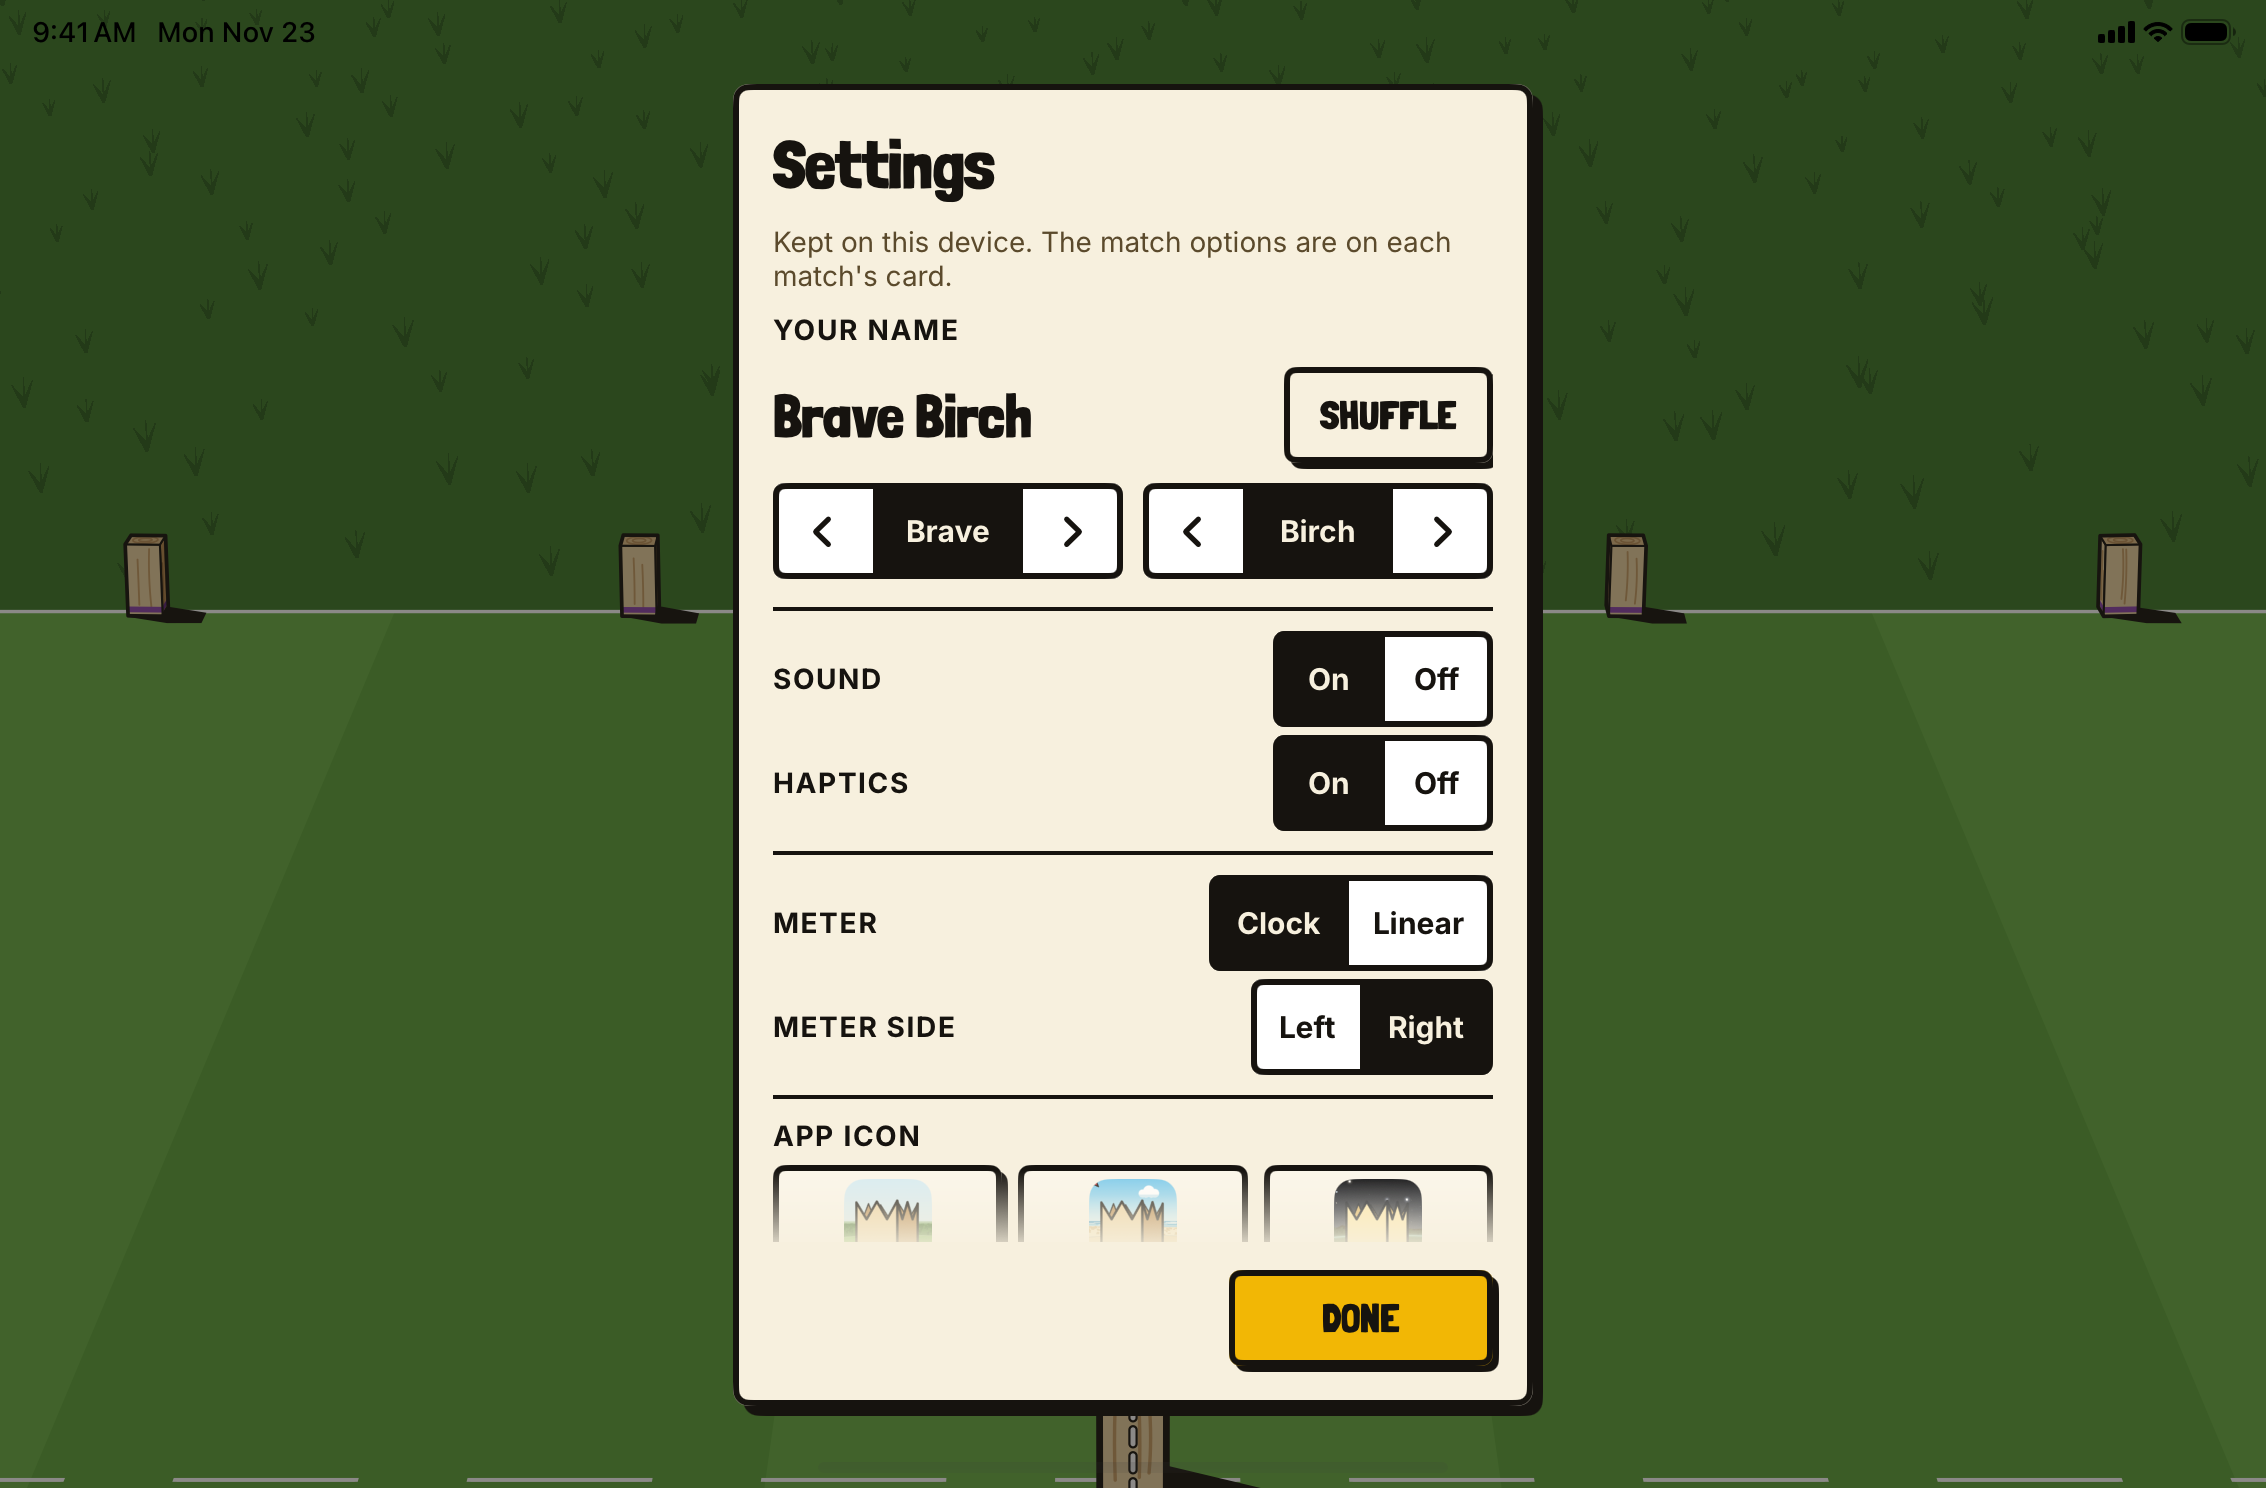 9:41 AM Mon Nov 23
Settings
Kept on this device. The match options are on each
match's card.
YOUR NAME
Brave Birch
SHUFFLE
Brave
Birch
SOUND
On
Off
HAPTICS
On
Off
METER
Clock
Linear
METER SIDE
Left
Right
APP ICON
DONE